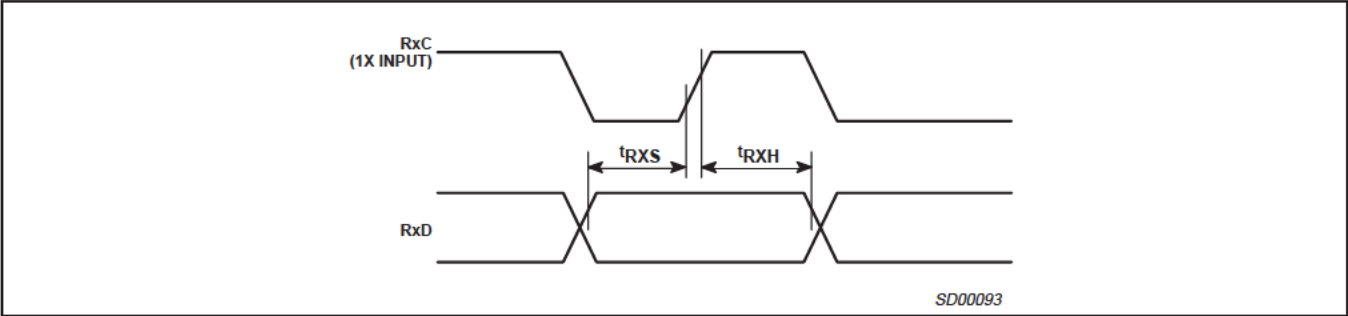 RxC
(1X INPUT)
tRXS
tRXH
RxD
SD00093